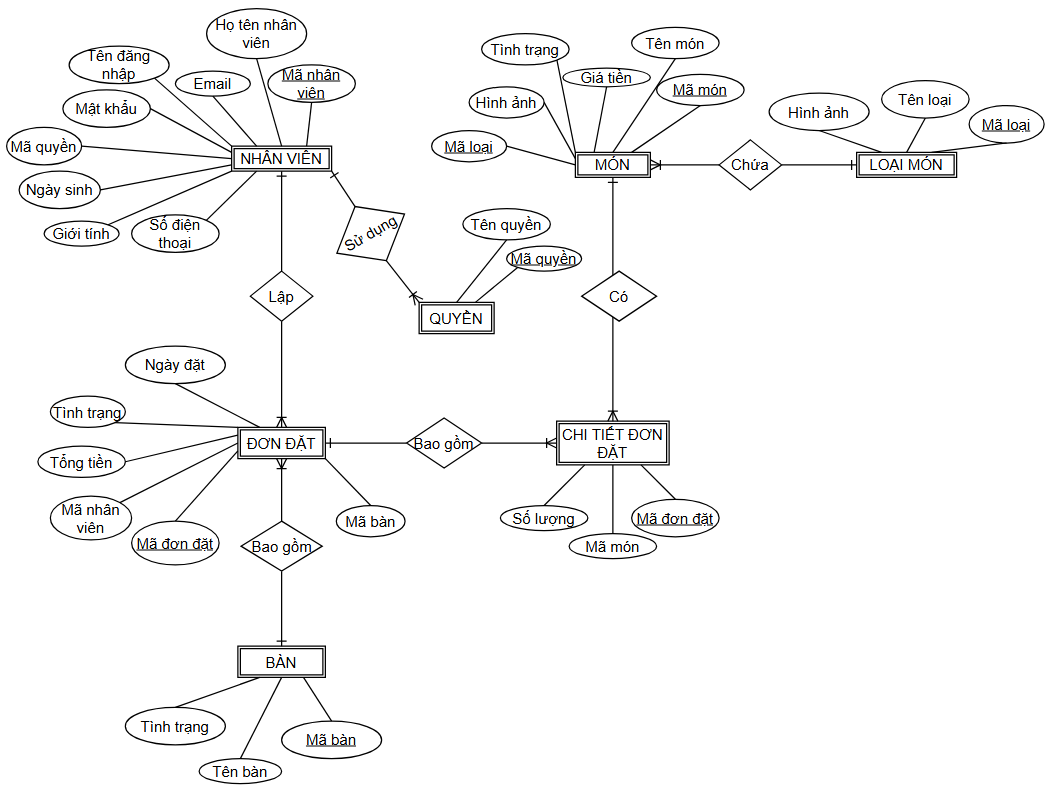 Họ tên nhân
viên
Tên đăng
nhập
Email
Mã nhân
viên
Mật khẩu
Mã quyền
NHÂN VIÊN
Ngày sinh
Giới tính
Số điện
thoại
Sử dụng
Tên quyền
Mã quyền
QUYỀN
Lập
Tình trạng
Tên món
Giá tiền
Mã món
Hình ảnh
Mã loại
MÓN
Chứa
Hình ảnh
Tên loại
Mã loại
LOẠI MÓN
Có
Ngày đặt
Tình trạng
Tổng tiền
Mã nhân
viên
Mã đơn đặt
ĐƠN ĐẶT
Mã bàn
Bao gồm
CHI TIẾT ĐƠN
ĐẶT
Số lượng
Mã món
Mã đơn đặt
Bao gồm
BÀN
Tình trạng
Tên bàn
Mã bàn